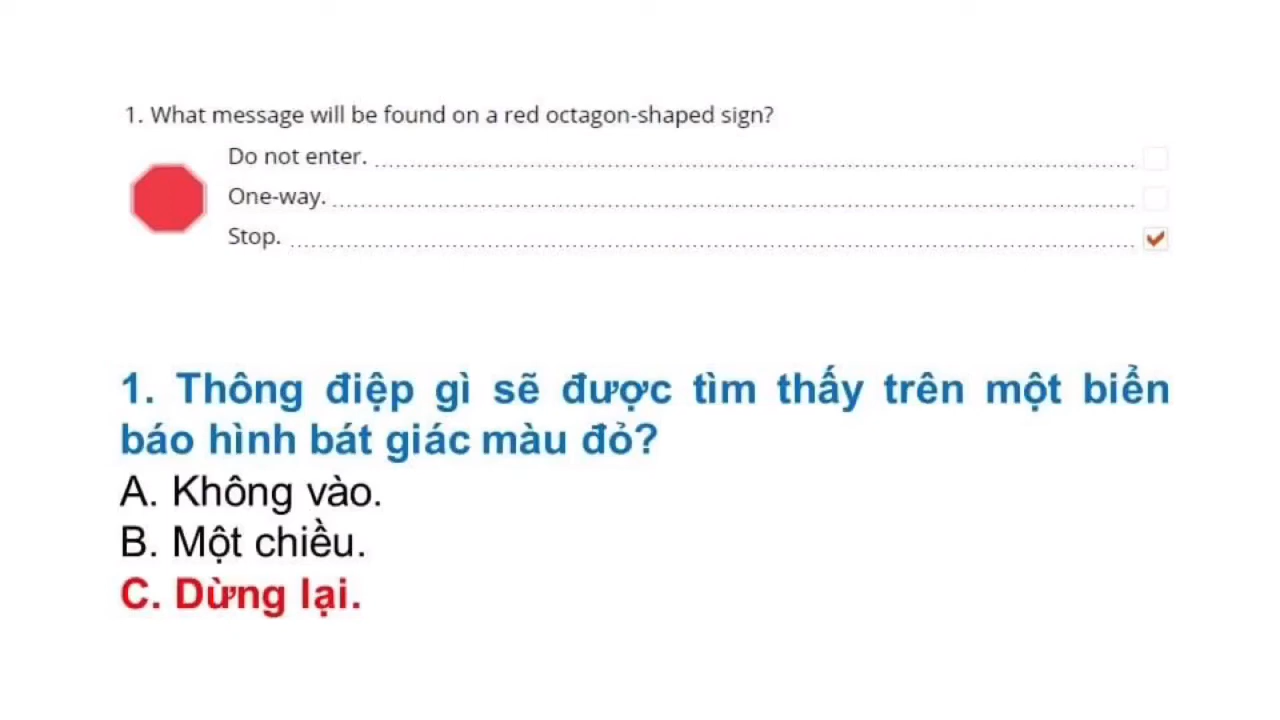 1. What message will be found on a red octagon-shaped sign?
Do not enter.
One-way.
Stop.
1. Thông điệp gì sẽ được tìm thấy trên một biển
báo hình bát giác màu đỏ?
A. Không vào.
B. Một chiều.
C. Dừng lại.